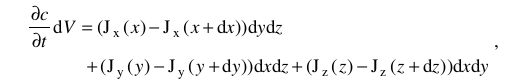 ∂c/∂t dV = (J_x(x) − J_x(x + dx))dydz
+ (J_y(y) − J_y(y + dy))dxdz + (J_z(z) − J_z(z + dz))dxdy ,